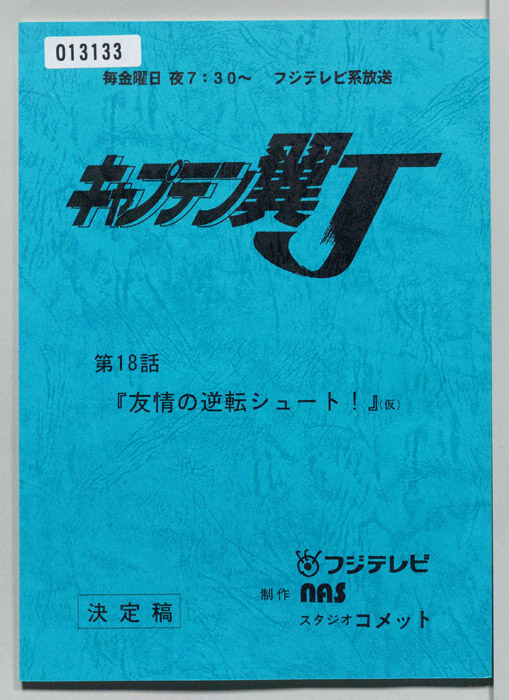 013133
毎金曜日 夜7:30～ フジテレビ系放送
キャプテン翼J
第18話
『友情の逆転シュート！』(仮)
フジテレビ
制作 nas
スタジオコメット
決定稿